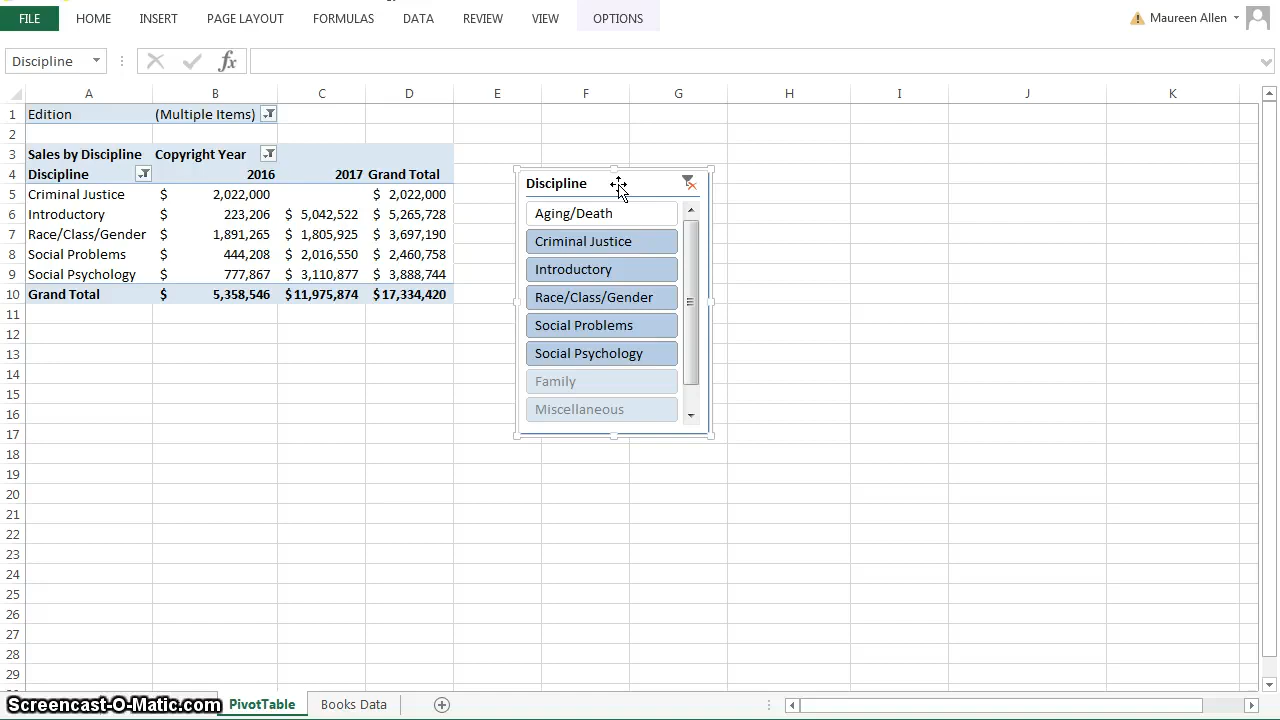 FILE HOME INSERT PAGE LAYOUT FORMULAS DATA REVIEW VIEW OPTIONS Maureen Allen
Discipline fx
A B C D E F G H I J K
1 Edition (Multiple Items)
2
3 Sales by Discipline Copyright Year
4 Discipline 2016 2017 Grand Total
5 Criminal Justice $ 2,022,000 $ 2,022,000
6 Introductory $ 223,206 $ 5,042,522 $ 5,265,728
7 Race/Class/Gender $ 1,891,265 $ 1,805,925 $ 3,697,190
8 Social Problems $ 444,208 $ 2,016,550 $ 2,460,758
9 Social Psychology $ 777,867 $ 3,110,877 $ 3,888,744
10 Grand Total $ 5,358,546 $11,975,874 $17,334,420
11
12
13
14
15
16
17
18
19
20
21
22
23
24
25
26
27
28
29
Discipline
Aging/Death
Criminal Justice
Introductory
Race/Class/Gender
Social Problems
Social Psychology
Family
Miscellaneous
Screencast-O-Matic.com PivotTable Books Data